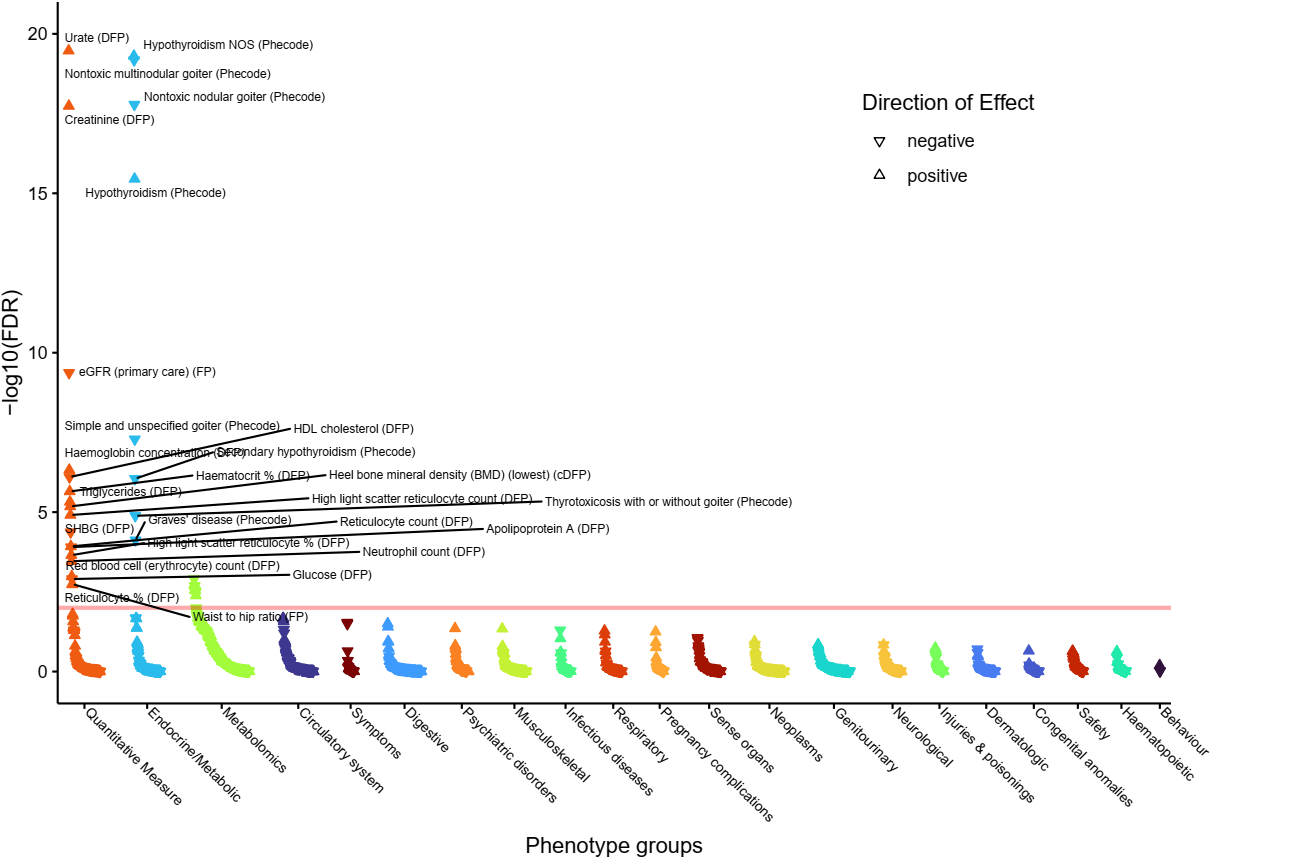 20
Urate (DFP)
Hypothyroidism NOS (Phecode)
Nontoxic multinodular goiter (Phecode)
Nontoxic nodular goiter (Phecode)
Creatinine (DFP)
Direction of Effect
negative
positive
15
Hypothyroidism (Phecode)
−log10(FDR)
10
eGFR (primary care) (FP)
Simple and unspecified goiter (Phecode)
HDL cholesterol (DFP)
Haemoglobin concentration (DFP)
Secondary hypothyroidism (Phecode)
Haematocrit % (DFP)
Heel bone mineral density (BMD) (lowest) (cDFP)
Triglycerides (DFP)
High light scatter reticulocyte count (DFP)
Thyrotoxicosis with or without goiter (Phecode)
5
Graves' disease (Phecode)
Reticulocyte count (DFP)
SHBG (DFP)
Apolipoprotein A (DFP)
High light scatter reticulocyte % (DFP)
Neutrophil count (DFP)
Red blood cell (erythrocyte) count (DFP)
Glucose (DFP)
Reticulocyte % (DFP)
Waist to hip ratio (FP)
0
Quantitative Measure
Endocrine/Metabolic
Metabolomics
Circulatory system
Symptoms
Digestive
Psychiatric disorders
Musculoskeletal
Infectious diseases
Respiratory
Pregnancy complications
Sense organs
Neoplasms
Genitourinary
Neurological
Injuries & poisonings
Dermatologic
Congenital anomalies
Safety
Haematopoietic
Behaviour
Phenotype groups